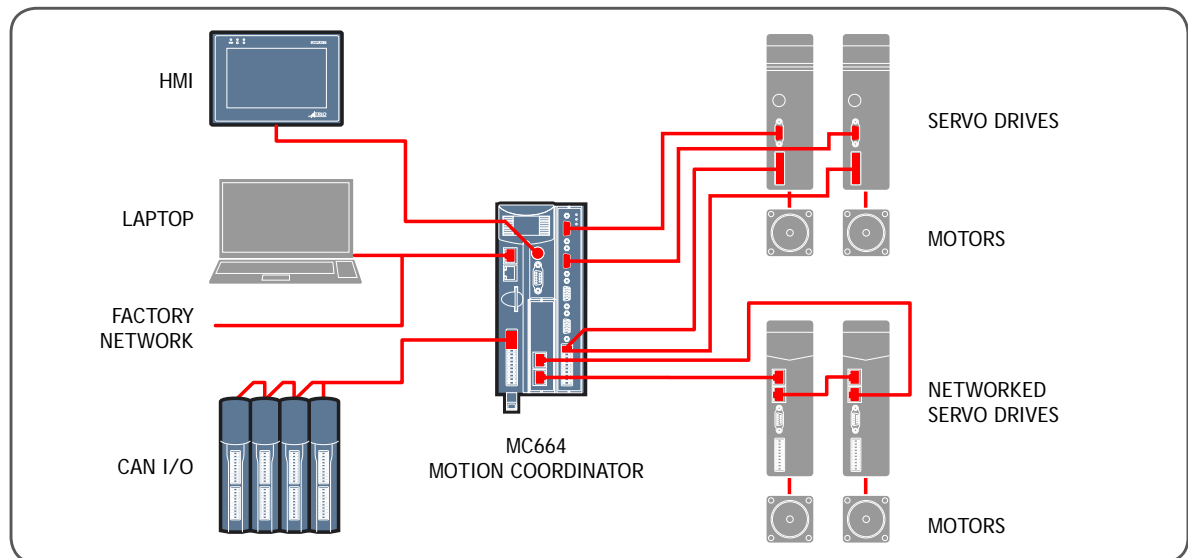 HMI
LAPTOP
FACTORY
NETWORK
CAN I/O
MC664
MOTION COORDINATOR
SERVO DRIVES
MOTORS
NETWORKED
SERVO DRIVES
MOTORS